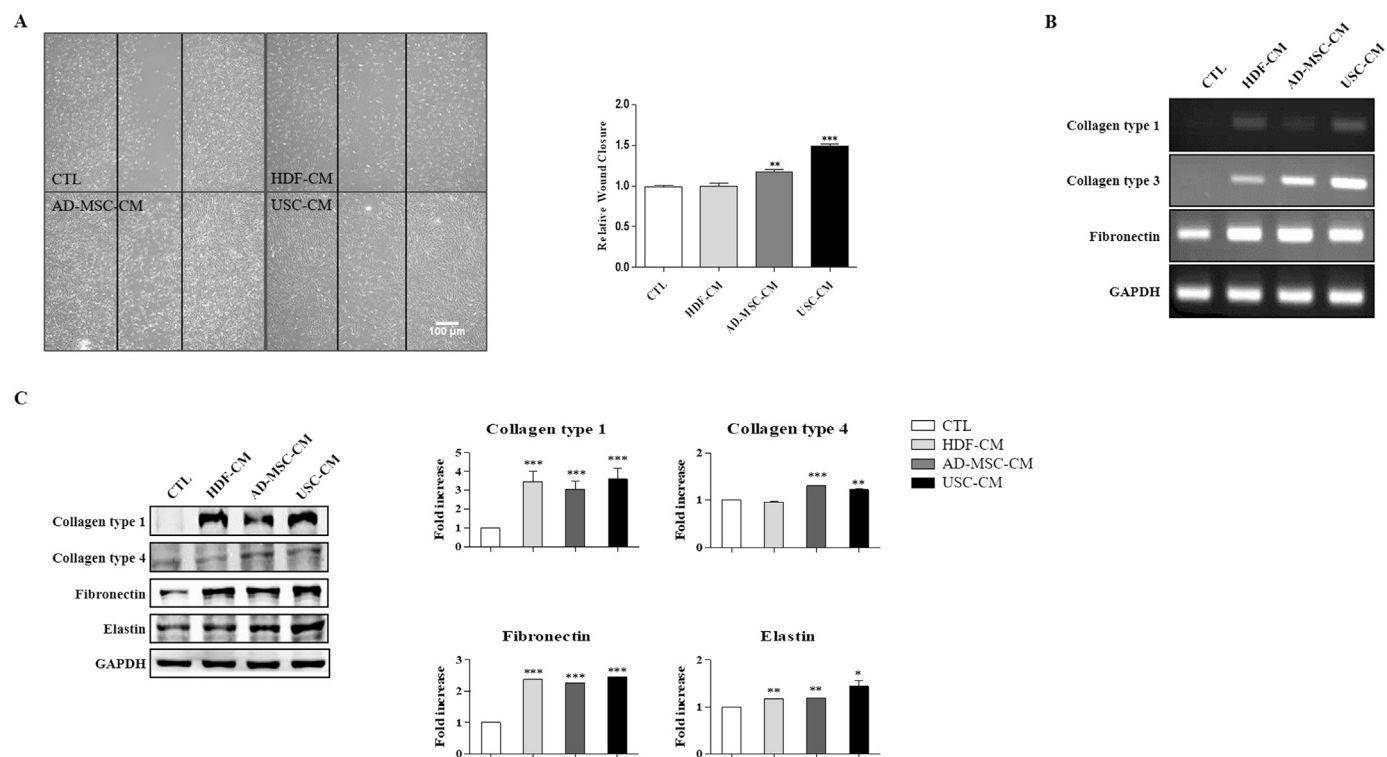 A
CTL
HDF-CM
AD-MSC-CM
USC-CM
100 µm
Relative Wound Closure
2.0
1.5
1.0
0.5
0.0
**
***
CTL
HDF-CM
AD-MSC-CM
USC-CM
B
CTL
HDF-CM
AD-MSC-CM
USC-CM
Collagen type 1
Collagen type 3
Fibronectin
GAPDH
C
CTL
HDF-CM
AD-MSC-CM
USC-CM
Collagen type 1
Collagen type 4
Fibronectin
Elastin
GAPDH
Collagen type 1
Fold increase
5
4
3
2
1
0
***
***
***
Collagen type 4
Fold increase
2
1
0
***
**
CTL
HDF-CM
AD-MSC-CM
USC-CM
Fibronectin
Fold increase
3
2
1
0
***
***
***
Elastin
Fold increase
2
1
0
**
**
*